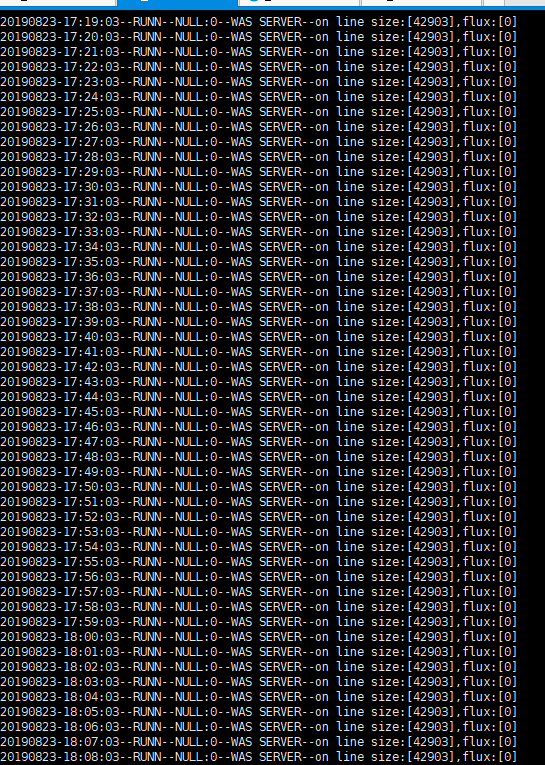 20190823-17:19:03--RUNN--NULL:0--WAS SERVER--on line size:[42903],flux:[0]
20190823-17:20:03--RUNN--NULL:0--WAS SERVER--on line size:[42903],flux:[0]
20190823-17:21:03--RUNN--NULL:0--WAS SERVER--on line size:[42903],flux:[0]
20190823-17:22:03--RUNN--NULL:0--WAS SERVER--on line size:[42903],flux:[0]
20190823-17:23:03--RUNN--NULL:0--WAS SERVER--on line size:[42903],flux:[0]
20190823-17:24:03--RUNN--NULL:0--WAS SERVER--on line size:[42903],flux:[0]
20190823-17:25:03--RUNN--NULL:0--WAS SERVER--on line size:[42903],flux:[0]
20190823-17:26:03--RUNN--NULL:0--WAS SERVER--on line size:[42903],flux:[0]
20190823-17:27:03--RUNN--NULL:0--WAS SERVER--on line size:[42903],flux:[0]
20190823-17:28:03--RUNN--NULL:0--WAS SERVER--on line size:[42903],flux:[0]
20190823-17:29:03--RUNN--NULL:0--WAS SERVER--on line size:[42903],flux:[0]
20190823-17:30:03--RUNN--NULL:0--WAS SERVER--on line size:[42903],flux:[0]
20190823-17:31:03--RUNN--NULL:0--WAS SERVER--on line size:[42903],flux:[0]
20190823-17:32:03--RUNN--NULL:0--WAS SERVER--on line size:[42903],flux:[0]
20190823-17:33:03--RUNN--NULL:0--WAS SERVER--on line size:[42903],flux:[0]
20190823-17:34:03--RUNN--NULL:0--WAS SERVER--on line size:[42903],flux:[0]
20190823-17:35:03--RUNN--NULL:0--WAS SERVER--on line size:[42903],flux:[0]
20190823-17:36:03--RUNN--NULL:0--WAS SERVER--on line size:[42903],flux:[0]
20190823-17:37:03--RUNN--NULL:0--WAS SERVER--on line size:[42903],flux:[0]
20190823-17:38:03--RUNN--NULL:0--WAS SERVER--on line size:[42903],flux:[0]
20190823-17:39:03--RUNN--NULL:0--WAS SERVER--on line size:[42903],flux:[0]
20190823-17:40:03--RUNN--NULL:0--WAS SERVER--on line size:[42903],flux:[0]
20190823-17:41:03--RUNN--NULL:0--WAS SERVER--on line size:[42903],flux:[0]
20190823-17:42:03--RUNN--NULL:0--WAS SERVER--on line size:[42903],flux:[0]
20190823-17:43:03--RUNN--NULL:0--WAS SERVER--on line size:[42903],flux:[0]
20190823-17:44:03--RUNN--NULL:0--WAS SERVER--on line size:[42903],flux:[0]
20190823-17:45:03--RUNN--NULL:0--WAS SERVER--on line size:[42903],flux:[0]
20190823-17:46:03--RUNN--NULL:0--WAS SERVER--on line size:[42903],flux:[0]
20190823-17:47:03--RUNN--NULL:0--WAS SERVER--on line size:[42903],flux:[0]
20190823-17:48:03--RUNN--NULL:0--WAS SERVER--on line size:[42903],flux:[0]
20190823-17:49:03--RUNN--NULL:0--WAS SERVER--on line size:[42903],flux:[0]
20190823-17:50:03--RUNN--NULL:0--WAS SERVER--on line size:[42903],flux:[0]
20190823-17:51:03--RUNN--NULL:0--WAS SERVER--on line size:[42903],flux:[0]
20190823-17:52:03--RUNN--NULL:0--WAS SERVER--on line size:[42903],flux:[0]
20190823-17:53:03--RUNN--NULL:0--WAS SERVER--on line size:[42903],flux:[0]
20190823-17:54:03--RUNN--NULL:0--WAS SERVER--on line size:[42903],flux:[0]
20190823-17:55:03--RUNN--NULL:0--WAS SERVER--on line size:[42903],flux:[0]
20190823-17:56:03--RUNN--NULL:0--WAS SERVER--on line size:[42903],flux:[0]
20190823-17:57:03--RUNN--NULL:0--WAS SERVER--on line size:[42903],flux:[0]
20190823-17:58:03--RUNN--NULL:0--WAS SERVER--on line size:[42903],flux:[0]
20190823-17:59:03--RUNN--NULL:0--WAS SERVER--on line size:[42903],flux:[0]
20190823-18:00:03--RUNN--NULL:0--WAS SERVER--on line size:[42903],flux:[0]
20190823-18:01:03--RUNN--NULL:0--WAS SERVER--on line size:[42903],flux:[0]
20190823-18:02:03--RUNN--NULL:0--WAS SERVER--on line size:[42903],flux:[0]
20190823-18:03:03--RUNN--NULL:0--WAS SERVER--on line size:[42903],flux:[0]
20190823-18:04:03--RUNN--NULL:0--WAS SERVER--on line size:[42903],flux:[0]
20190823-18:05:03--RUNN--NULL:0--WAS SERVER--on line size:[42903],flux:[0]
20190823-18:06:03--RUNN--NULL:0--WAS SERVER--on line size:[42903],flux:[0]
20190823-18:07:03--RUNN--NULL:0--WAS SERVER--on line size:[42903],flux:[0]
20190823-18:08:03--RUNN--NULL:0--WAS SERVER--on line size:[42903],flux:[0]